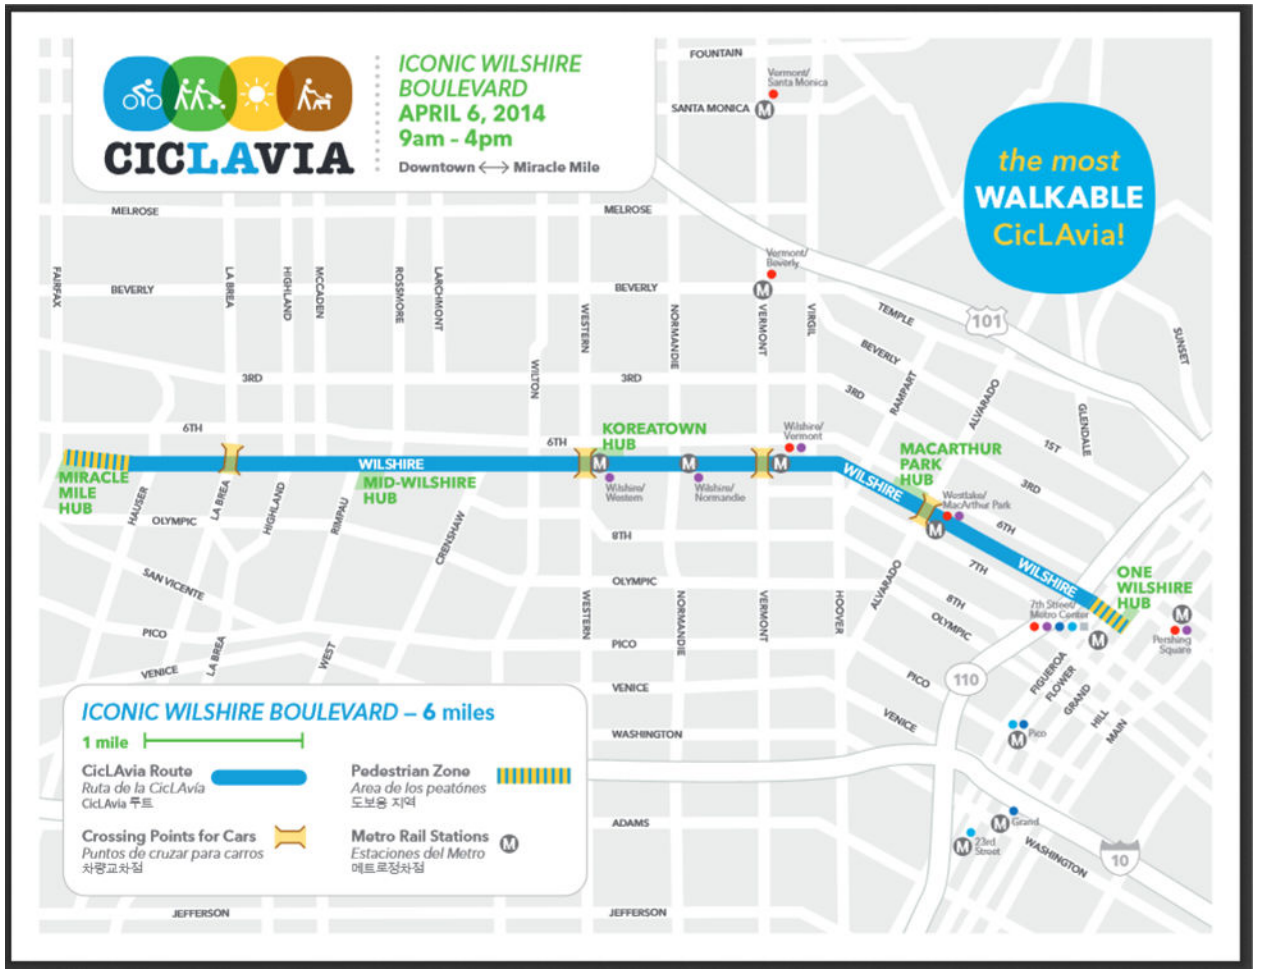 CICLAVIA
ICONIC WILSHIRE
BOULEVARD
APRIL 6, 2014
9am – 4pm
Downtown ⟷ Miracle Mile
the most
WALKABLE
CicLAvia!
FOUNTAIN
Vermont/
Santa Monica
SANTA MONICA
M
MELROSE
MELROSE
Vermont/
Beverly
M
FAIRFAX
LA BREA
HIGHLAND
MCCADEN
ROSSMORE
LARCHMONT
BEVERLY
BEVERLY
WESTERN
NORMANDIE
VERMONT
VIRGIL
TEMPLE
101
SUNSET
BEVERLY
3RD
WILTON
3RD
3RD
RAMPART
ALVARADO
GLENDALE
1ST
3RD
6TH
6TH
6TH
KOREATOWN
HUB
Wilshire/
Vermont
MACARTHUR
PARK
HUB
WILSHIRE
M
M
M
WILSHIRE
MIRACLE
MILE
HUB
MID-WILSHIRE
HUB
Wilshire/
Western
Wilshire/
Normandie
Westlake/
MacArthur Park
M
HAUSER
LA BREA
HIGHLAND
RIMPAU
CRENSHAW
OLYMPIC
8TH
7TH
WILSHIRE
ONE
WILSHIRE
HUB
SAN VICENTE
OLYMPIC
WESTERN
NORMANDIE
VERMONT
HOOVER
ALVARADO
8TH
OLYMPIC
7th Street/
Metro Center
M
M
Pershing
Square
PICO
LA BREA
WEST
PICO
VENICE
VENICE
PICO
110
VENICE
FIGUEROA
FLOWER
GRAND
HILL
MAIN
M
Pico
WASHINGTON
ADAMS
M
Grand
M
23rd
Street
WASHINGTON
10
ICONIC WILSHIRE BOULEVARD – 6 miles
1 mile
CicLAvia Route
Ruta de la CicLAvía
CicLAvia 루트
Pedestrian Zone
Area de los peatónes
도보용 지역
Crossing Points for Cars
Puntos de cruzar para carros
차량교차점
Metro Rail Stations
Estaciones del Metro
메트로정차점
M
JEFFERSON
JEFFERSON